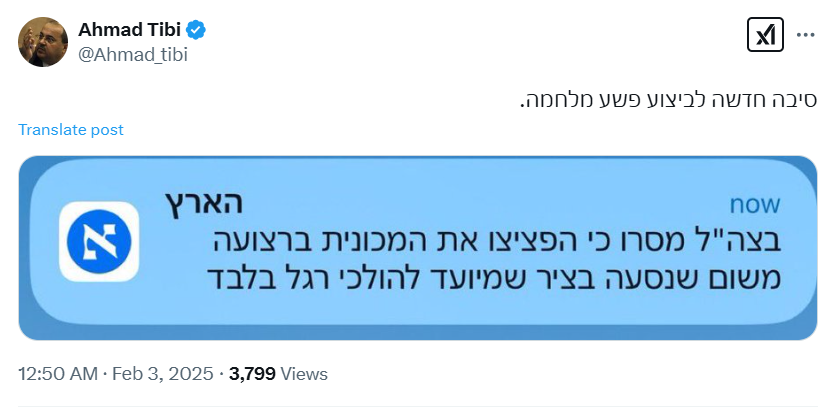 Ahmad Tibi
@Ahmad_tibi
סיבה חדשה לביצוע פשע מלחמה.
Translate post
הארץ
now
בצה"ל מסרו כי הפציצו את המכונית ברצועה
משום שנסעה בציר שמיועד להולכי רגל בלבד
12:50 AM · Feb 3, 2025 · 3,799 Views